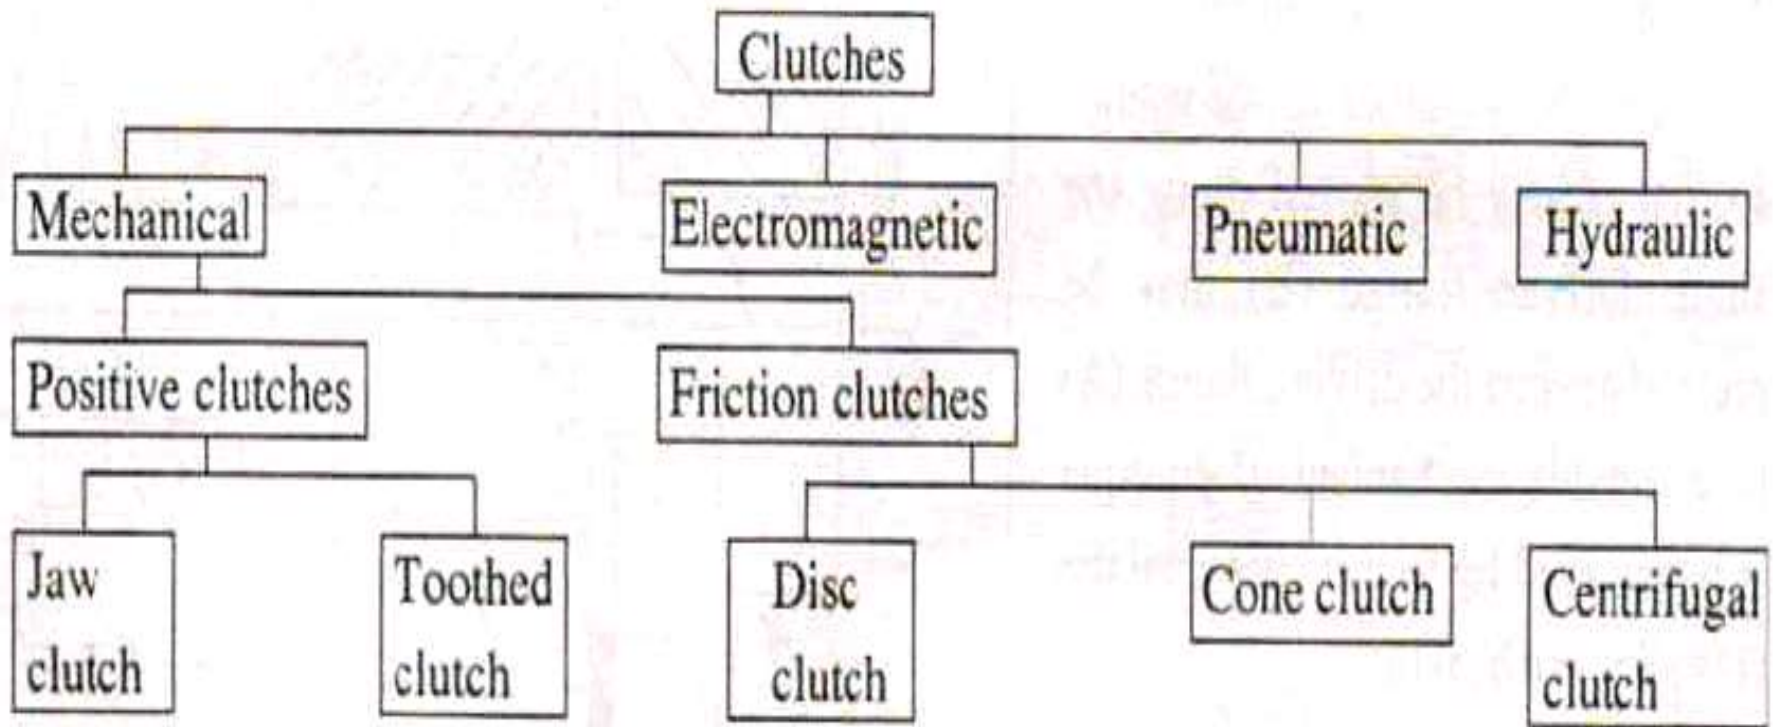 Clutches
Mechanical
Electromagnetic
Pneumatic
Hydraulic
Positive clutches
Friction clutches
Jaw
clutch
Toothed
clutch
Disc
clutch
Cone clutch
Centrifugal
clutch